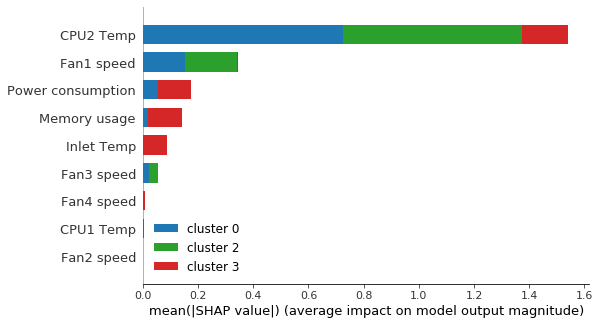 CPU2 Temp
Fan1 speed
Power consumption
Memory usage
Inlet Temp
Fan3 speed
Fan4 speed
CPU1 Temp
Fan2 speed
cluster 0
cluster 2
cluster 3
0.0 0.2 0.4 0.6 0.8 1.0 1.2 1.4 1.6
mean(|SHAP value|) (average impact on model output magnitude)